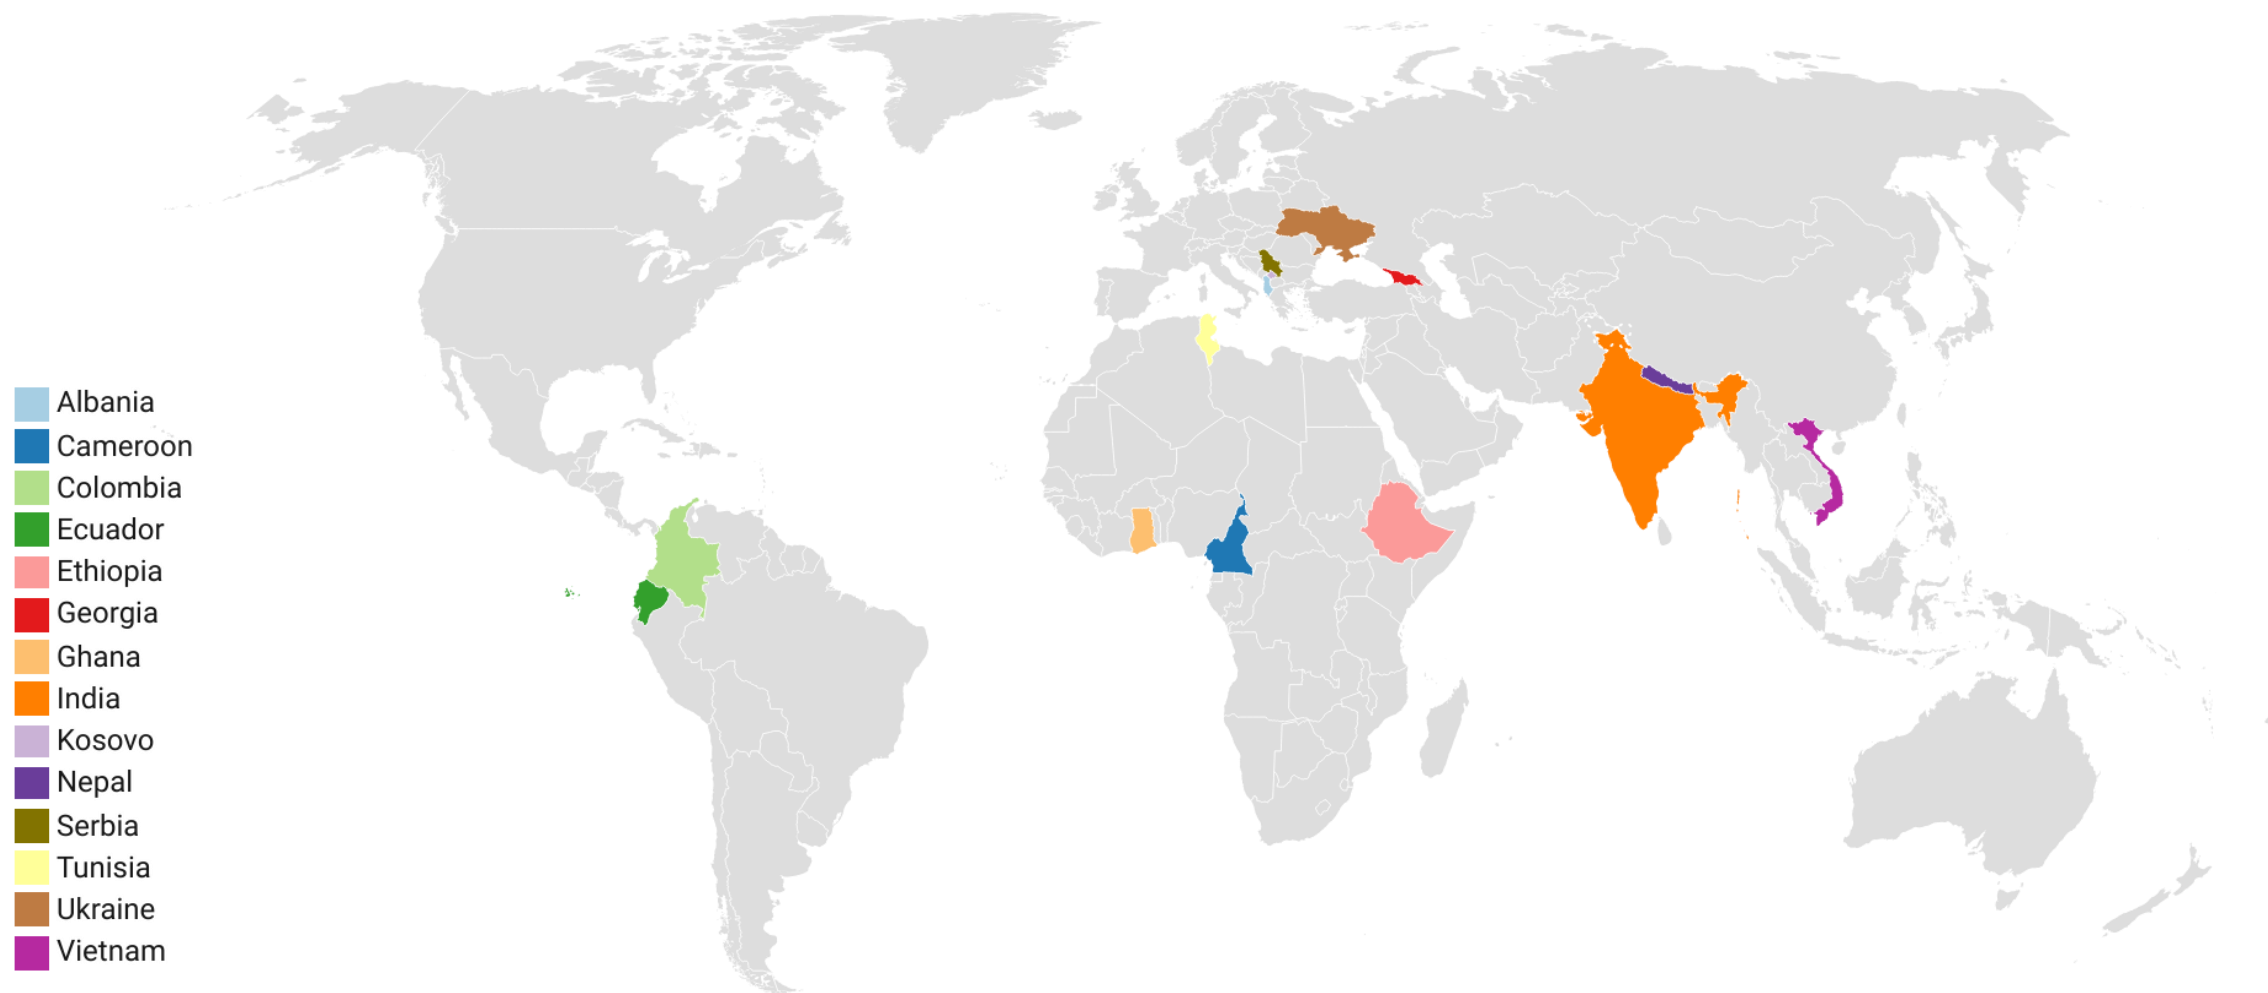 Albania
Cameroon
Colombia
Ecuador
Ethiopia
Georgia
Ghana
India
Kosovo
Nepal
Serbia
Tunisia
Ukraine
Vietnam